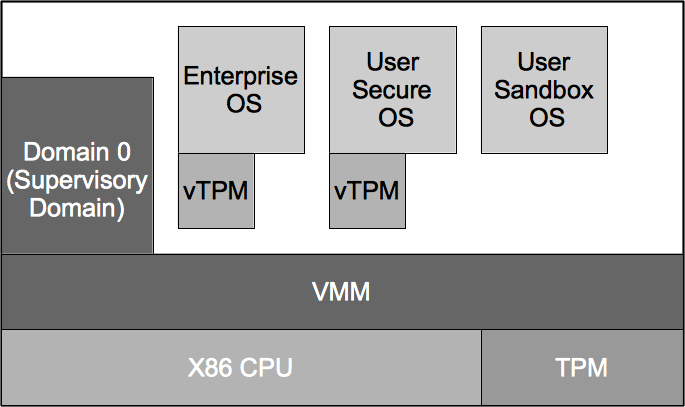 Enterprise
OS
User
Secure
OS
User
Sandbox
OS
Domain 0
(Supervisory
Domain)
vTPM
vTPM
VMM
X86 CPU
TPM